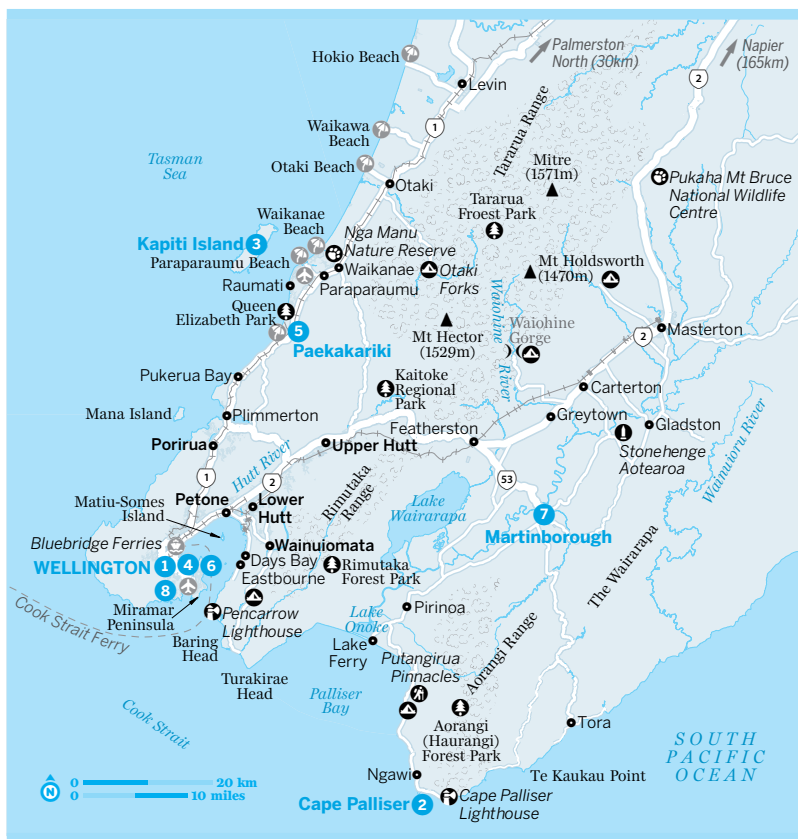 Hokio Beach
Palmerston
North (30km)
Napier
(165km)
2
Levin
Waikawa
Beach
1
Tararua Range
Tasman
Sea
Otaki Beach
Mitre
(1571m)
Otaki
Pukaha Mt Bruce
National Wildlife
Centre
Tararua
Froest Park
Waikanae
Beach
Nga Manu
Nature Reserve
Kapiti Island 3
Paraparaumu Beach
Waikanae
Otaki
Forks
Mt Holdsworth
(1470m)
Raumati
Paraparaumu
Queen
Elizabeth Park
5
Paekakariki
Mt Hector
(1529m)
Waiohine
Gorge
Waiohine River
2
Masterton
Pukerua Bay
Kaitoke
Regional
Park
Carterton
Mana Island
Plimmerton
Featherston
Greytown
Gladston
Porirua
Upper Hutt
Stonehenge
Aotearoa
Wainuioru River
Hutt River
1
2
53
Petone
Lower
Hutt
Rimutaka
Range
Lake
Wairarapa
7
Martinborough
Matiu-Somes
Island
Bluebridge Ferries
Wainuiomata
WELLINGTON 1 4 6
8
Days Bay
Eastbourne
Rimutaka
Forest Park
The Wairarapa
Miramar
Peninsula
Pencarrow
Lighthouse
Lake
Onoke
Pirinoa
Cook Strait Ferry
Baring
Head
Lake
Ferry
Putangirua
Pinnacles
Aorangi Range
Turakirae
Head
Palliser
Bay
Cook Strait
Aorangi
(Haurangi)
Forest Park
Tora
SOUTH
PACIFIC
OCEAN
Ngawi
Te Kaukau Point
N
0 20 km
0 10 miles
Cape Palliser 2
Cape Palliser
Lighthouse